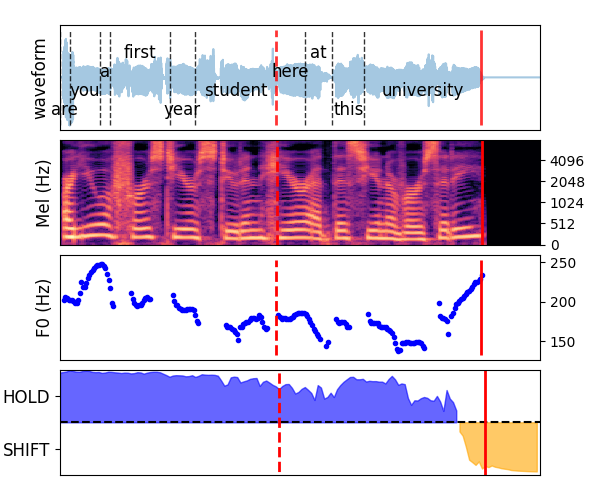 waveform
are
you
a
first
year
student
here
at
this
university
Mel (Hz)
4096
2048
1024
512
0
F0 (Hz)
250
200
150
HOLD
SHIFT